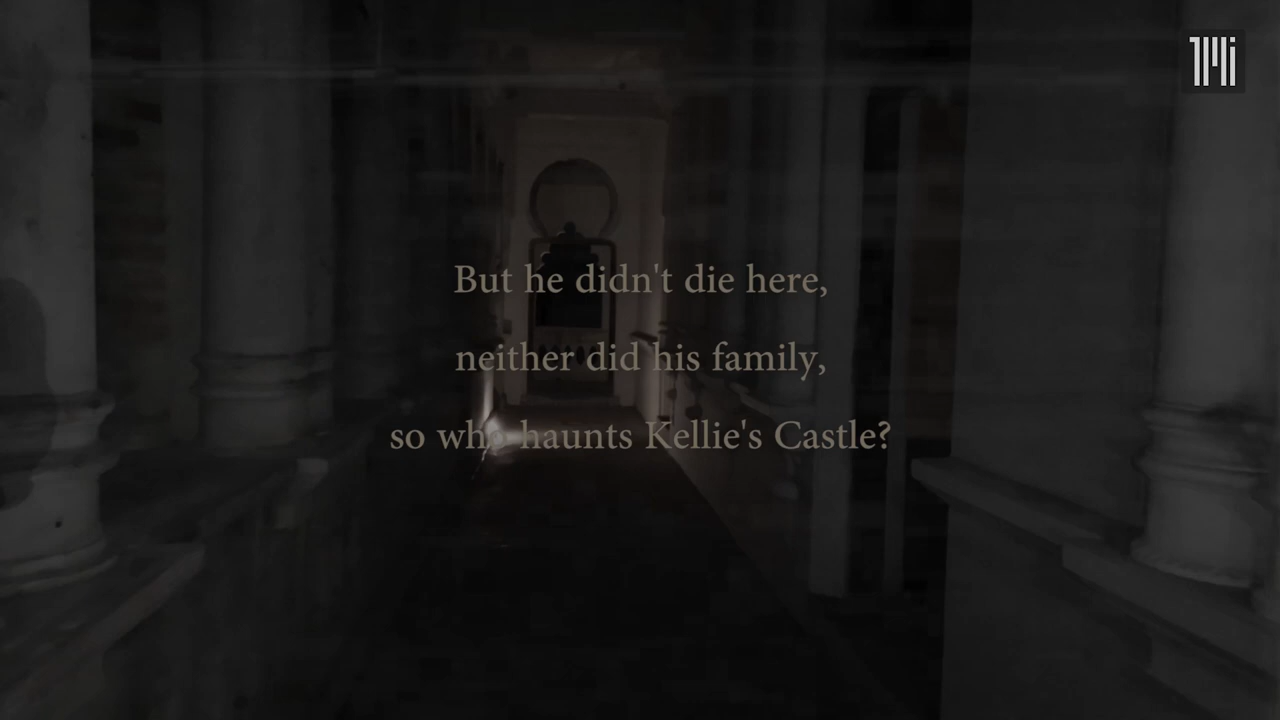 But he didn't die here,
neither did his family,
so who haunts Kellie's Castle?